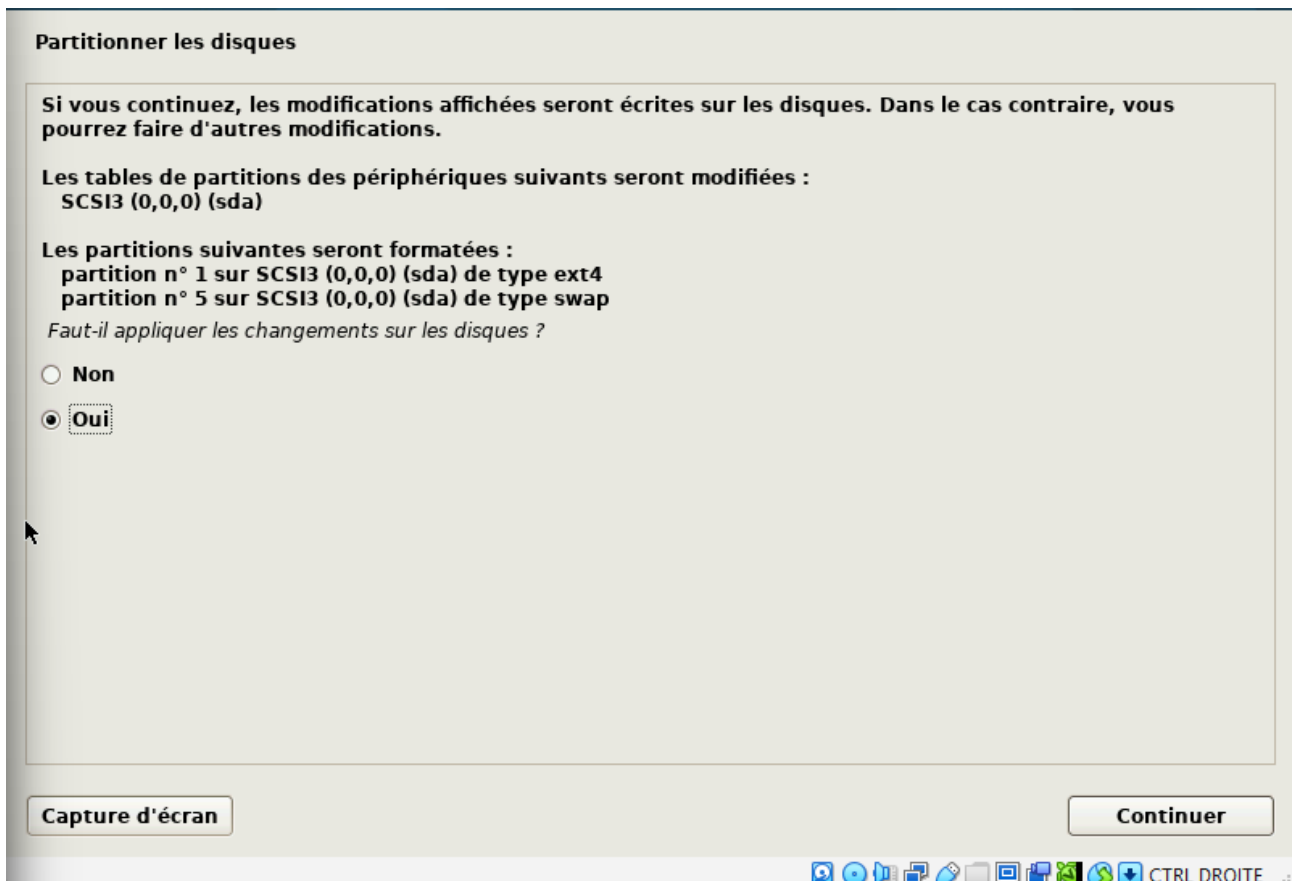 Partitionner les disques
Si vous continuez, les modifications affichées seront écrites sur les disques. Dans le cas contraire, vous
pourrez faire d'autres modifications.
Les tables de partitions des périphériques suivants seront modifiées :
SCSI3 (0,0,0) (sda)
Les partitions suivantes seront formatées :
partition n° 1 sur SCSI3 (0,0,0) (sda) de type ext4
partition n° 5 sur SCSI3 (0,0,0) (sda) de type swap
Faut-il appliquer les changements sur les disques ?
Non
Oui
Capture d'écran
Continuer
CTRL DROITE